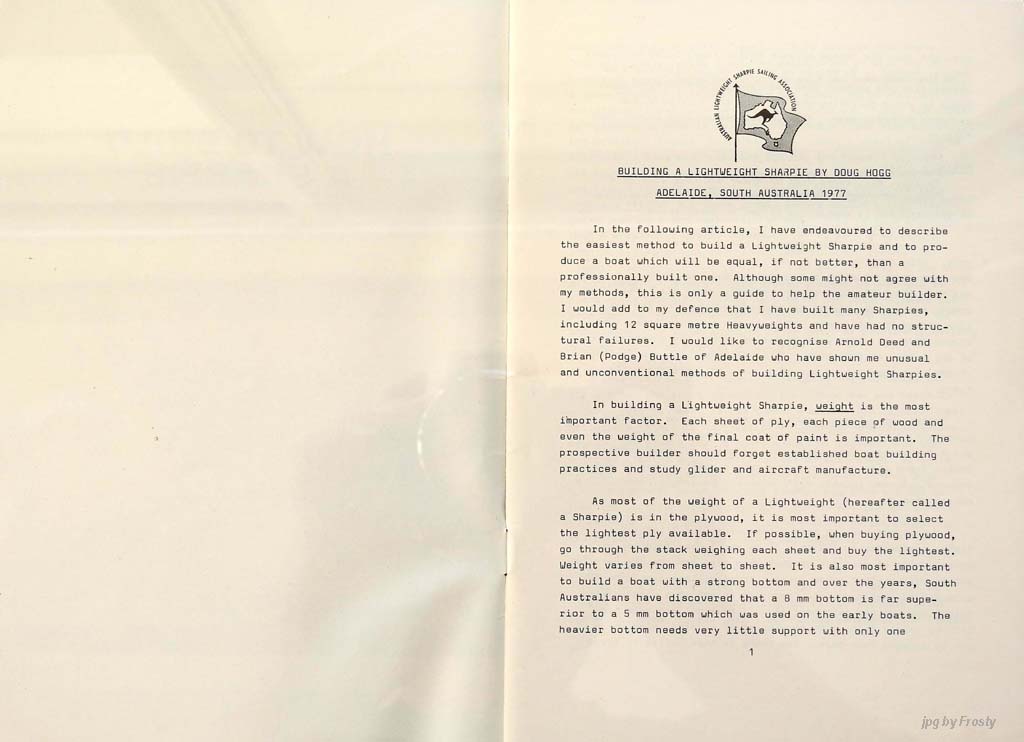 AUSTRALIAN LIGHTWEIGHT SHARPIE SAILING ASSOCIATION
BUILDING A LIGHTWEIGHT SHARPIE BY DOUG HOGG
ADELAIDE, SOUTH AUSTRALIA 1977
In the following article, I have endeavoured to describe
the easiest method to build a Lightweight Sharpie and to pro-
duce a boat which will be equal, if not better, than a
professionally built one. Although some might not agree with
my methods, this is only a guide to help the amateur builder.
I would add to my defence that I have built many Sharpies,
including 12 square metre Heavyweights and have had no struc-
tural failures. I would like to recognise Arnold Deed and
Brian (Podge) Buttle of Adelaide who have shown me unusual
and unconventional methods of building Lightweight Sharpies.
In building a Lightweight Sharpie, weight is the most
important factor. Each sheet of ply, each piece of wood and
even the weight of the final coat of paint is important. The
prospective builder should forget established boat building
practices and study glider and aircraft manufacture.
As most of the weight of a Lightweight (hereafter called
a Sharpie) is in the plywood, it is most important to select
the lightest ply available. If possible, when buying plywood,
go through the stack weighing each sheet and buy the lightest.
Weight varies from sheet to sheet. It is also most important
to build a boat with a strong bottom and over the years, South
Australians have discovered that a 8 mm bottom is far supe-
rior to a 5 mm bottom which was used on the early boats. The
heavier bottom needs very little support with only one
1
jpg by Frosty